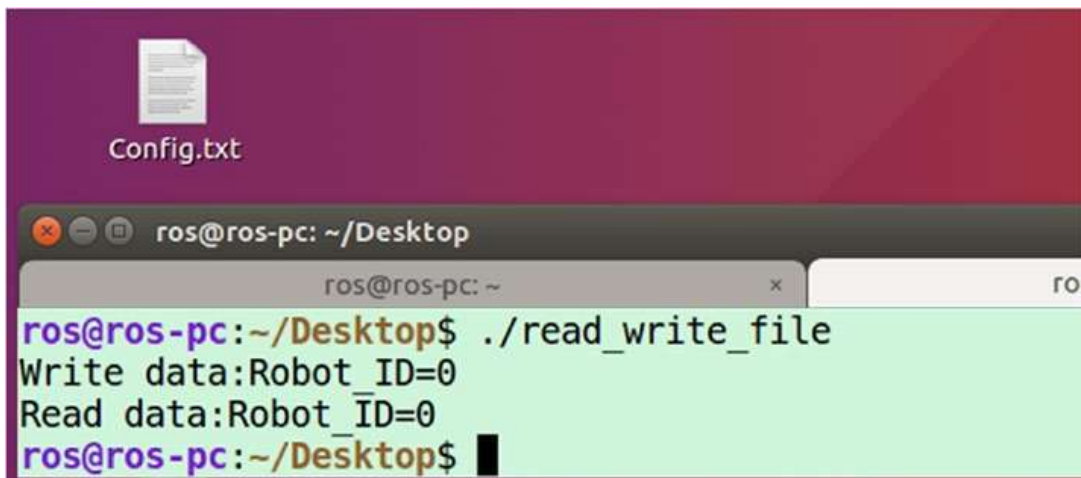 Config.txt
ros@ros-pc: ~/Desktop
ros@ros-pc: ~ × ro
ros@ros-pc:~/Desktop$ ./read_write_file
Write data:Robot_ID=0
Read data:Robot_ID=0
ros@ros-pc:~/Desktop$